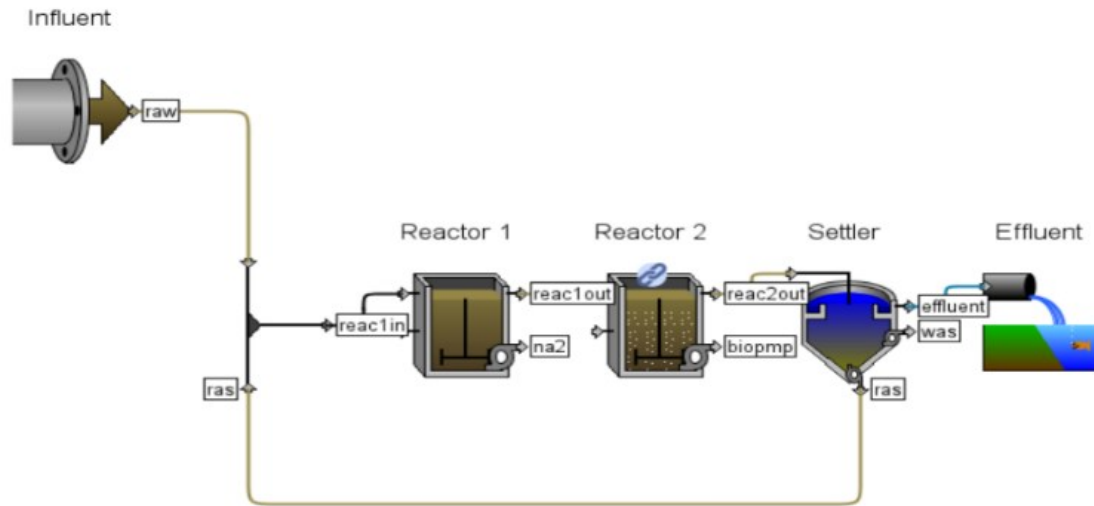 Influent
raw
Reactor 1
Reactor 2
Settler
Effluent
reac1in
reac1out
reac2out
effluent
na2
biopmp
was
ras
ras